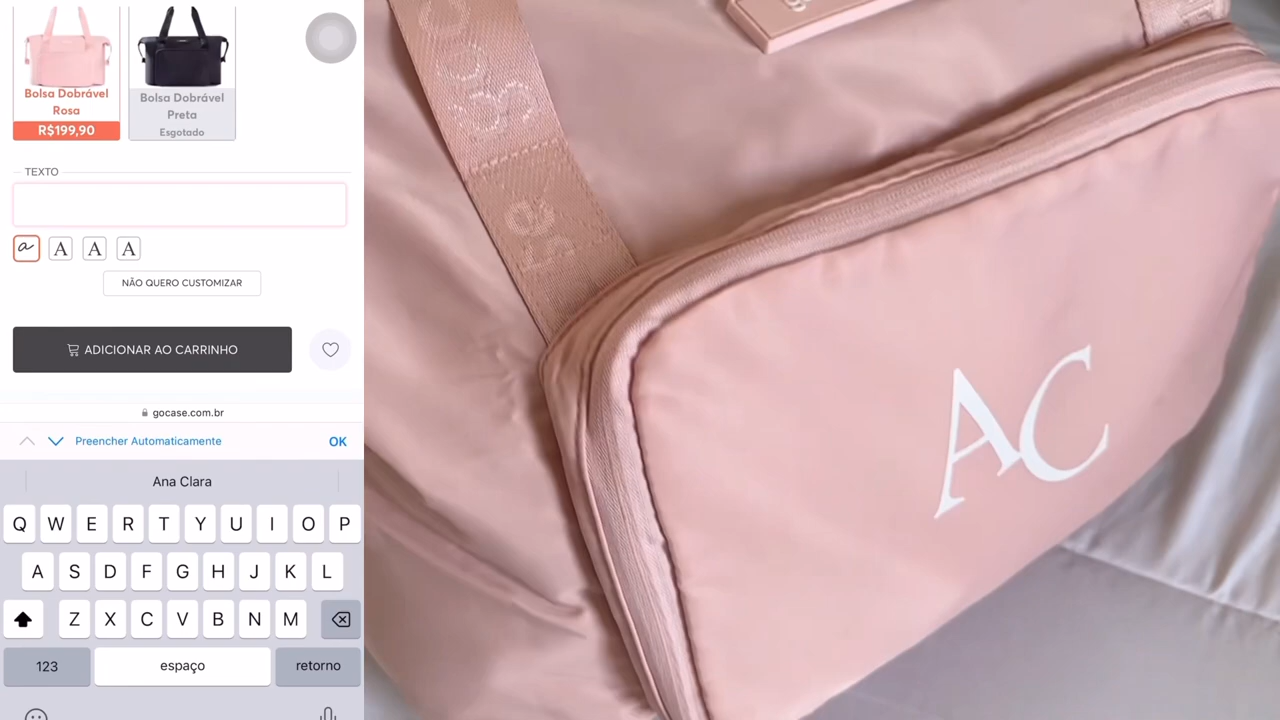 Bolsa Dobrável
Rosa
R$199,90
Bolsa Dobrável
Preta
Esgotado
TEXTO
a A A A
NÃO QUERO CUSTOMIZAR
ADICIONAR AO CARRINHO
gocase.com.br
Preencher Automaticamente
OK
Ana Clara
Q W E R T Y U I O P
A S D F G H J K L
Z X C V B N M
123 espaço retorno
AC